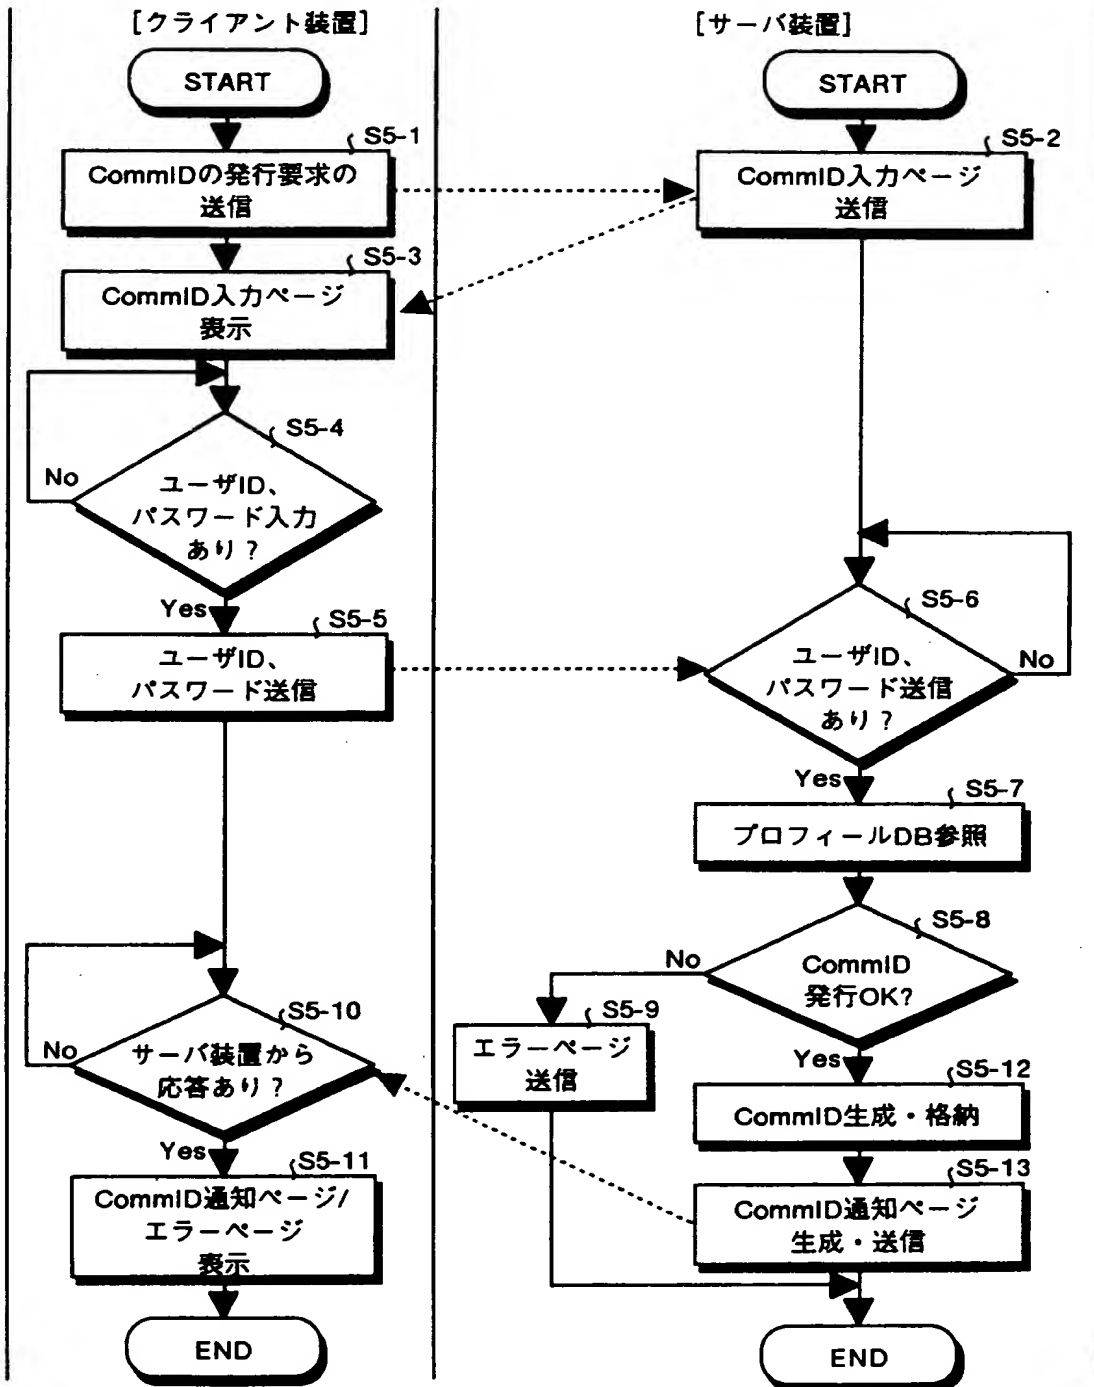 [クライアント装置]
START
S5-1
CommIDの発行要求の
送信
S5-3
CommID入力ページ
表示
S5-4
No
ユーザID、
パスワード入力
あり？
Yes
S5-5
ユーザID、
パスワード送信
S5-10
No
サーバ装置から
応答あり？
Yes
S5-11
CommID通知ページ/
エラーページ
表示
END
[サーバ装置]
START
S5-2
CommID入力ページ
送信
S5-6
ユーザID、
パスワード送信
あり？
No
Yes
S5-7
プロフィールDB参照
S5-8
No
CommID
発行OK?
S5-9
エラーページ
送信
Yes
S5-12
CommID生成・格納
S5-13
CommID通知ページ
生成・送信
END